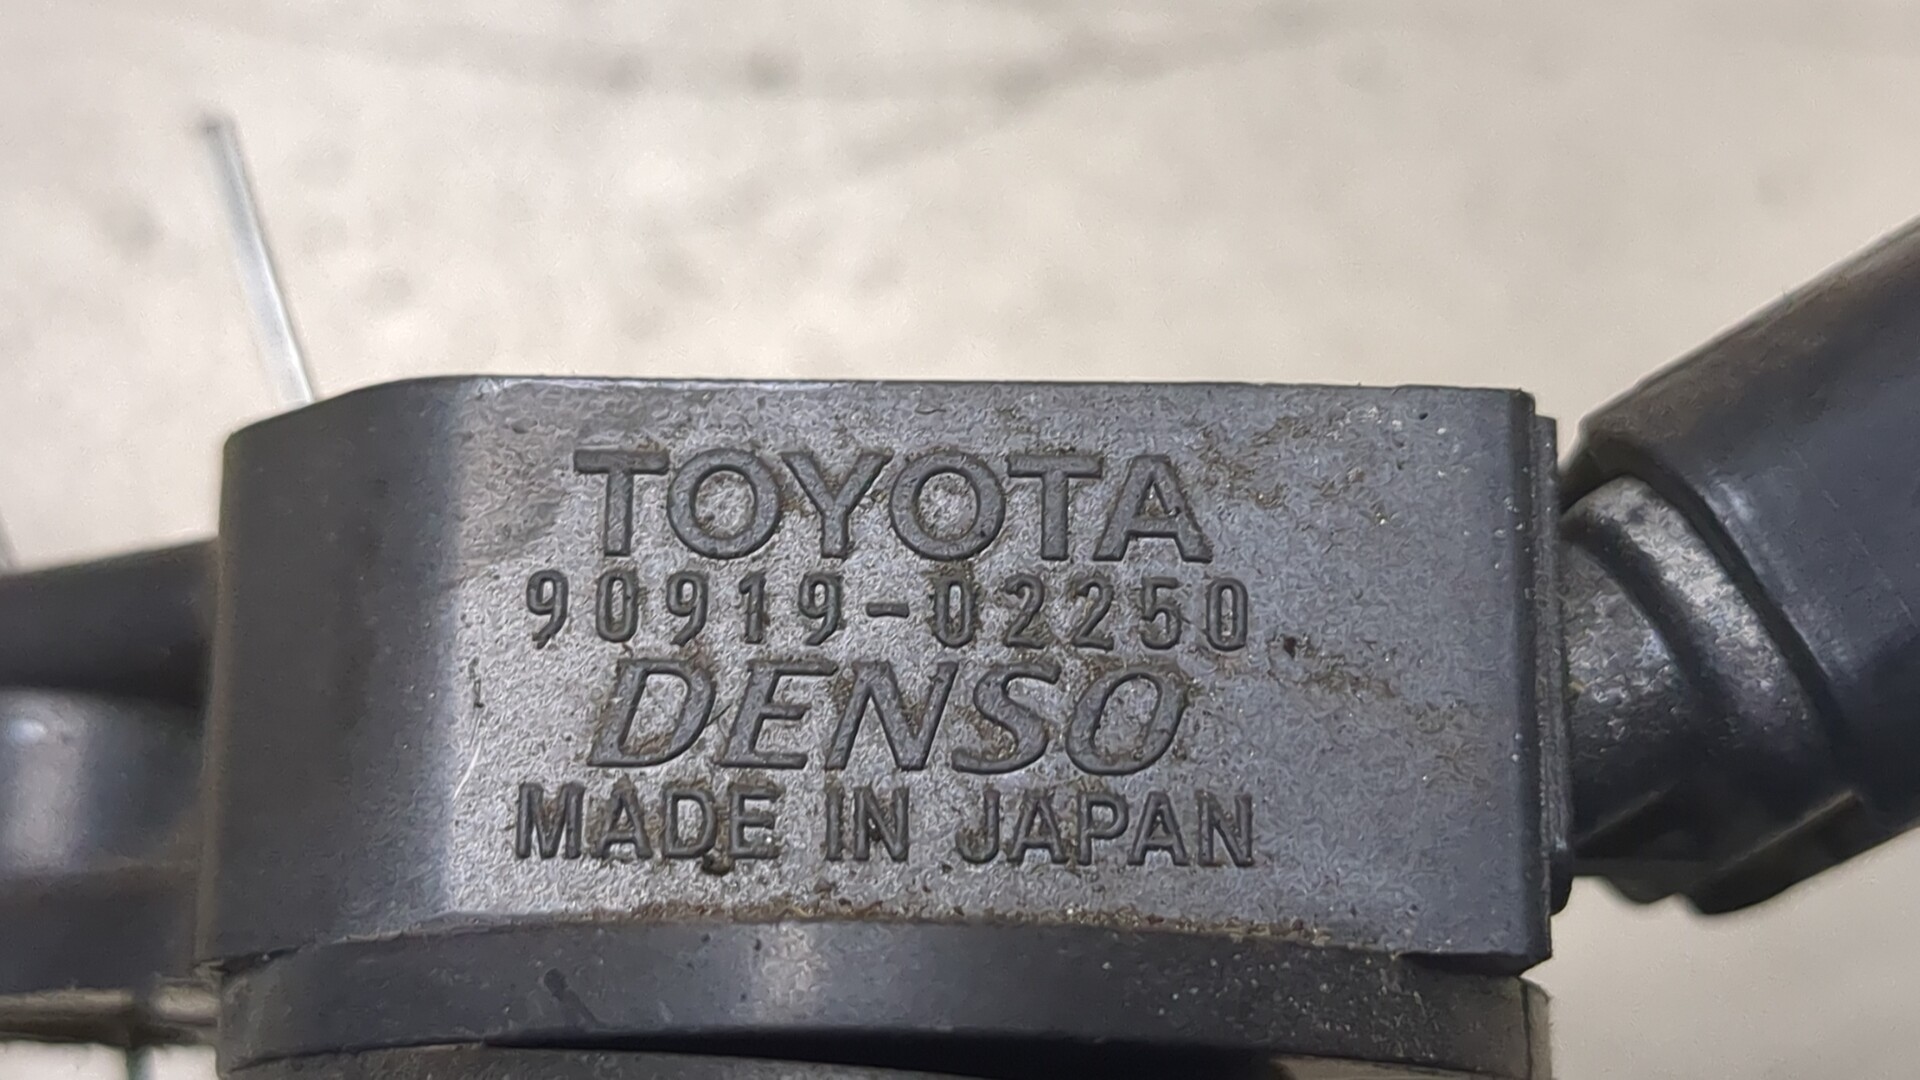 TOYOTA
90919-02250
DENSO
MADE IN JAPAN